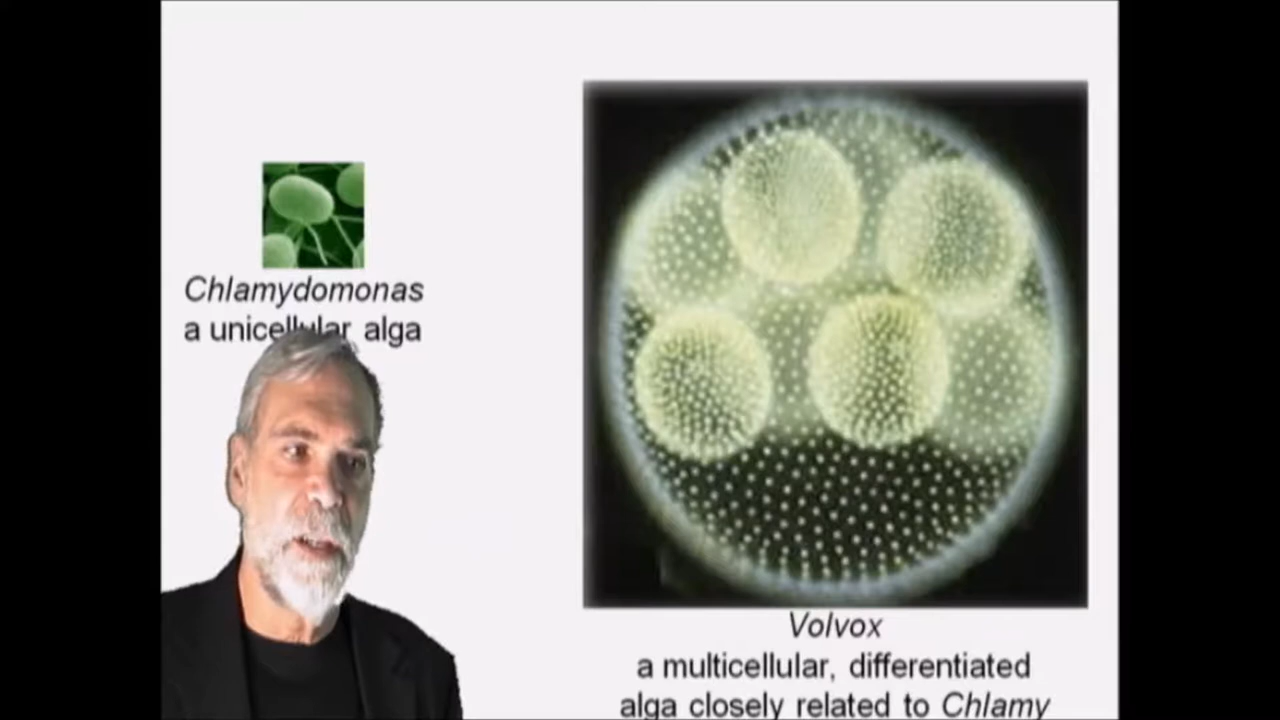 Chlamydomonas
a unicellular alga
Volvox
a multicellular, differentiated
alga closely related to Chlamy